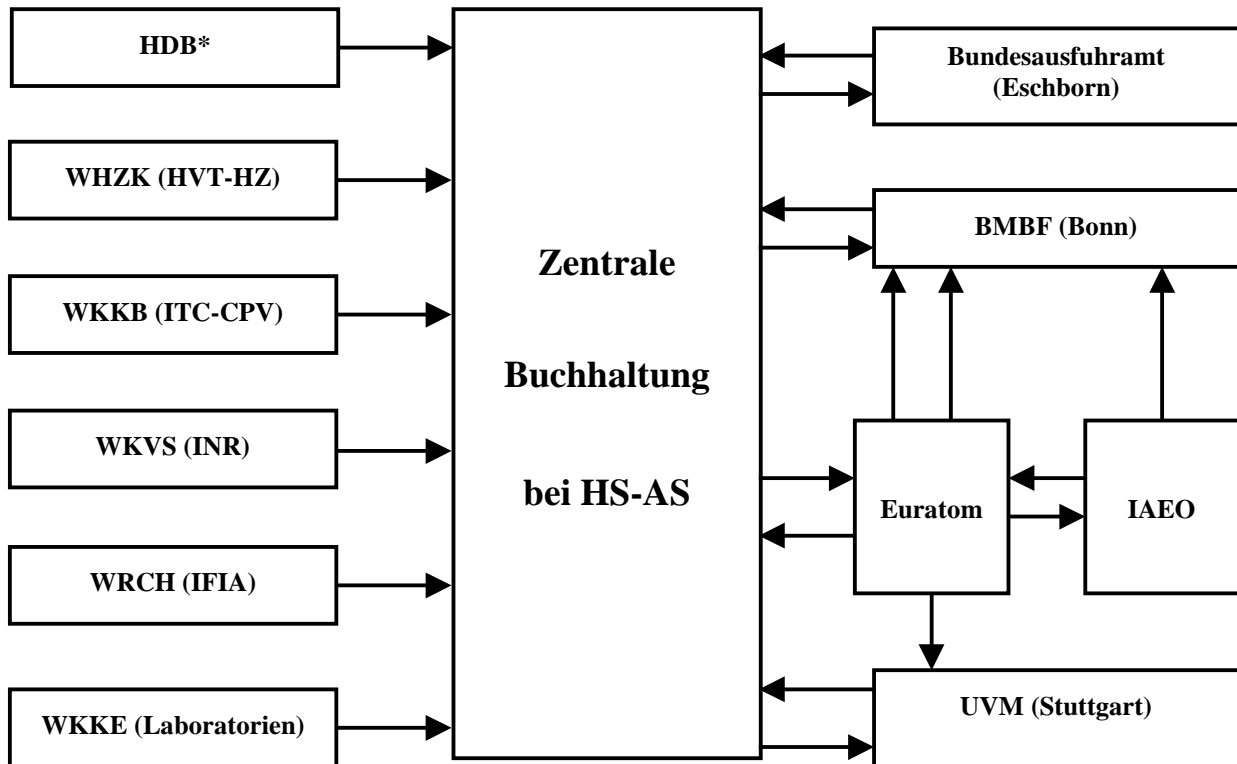 HDB*
WHZK (HVT-HZ)
WKKB (ITC-CPV)
WKVS (INR)
WRCH (IFIA)
WKKE (Laboratorien)
Zentrale
Buchhaltung
bei HS-AS
Bundesausfuhramt
(Eschborn)
BMBF (Bonn)
Euratom
IAEO
UVM (Stuttgart)